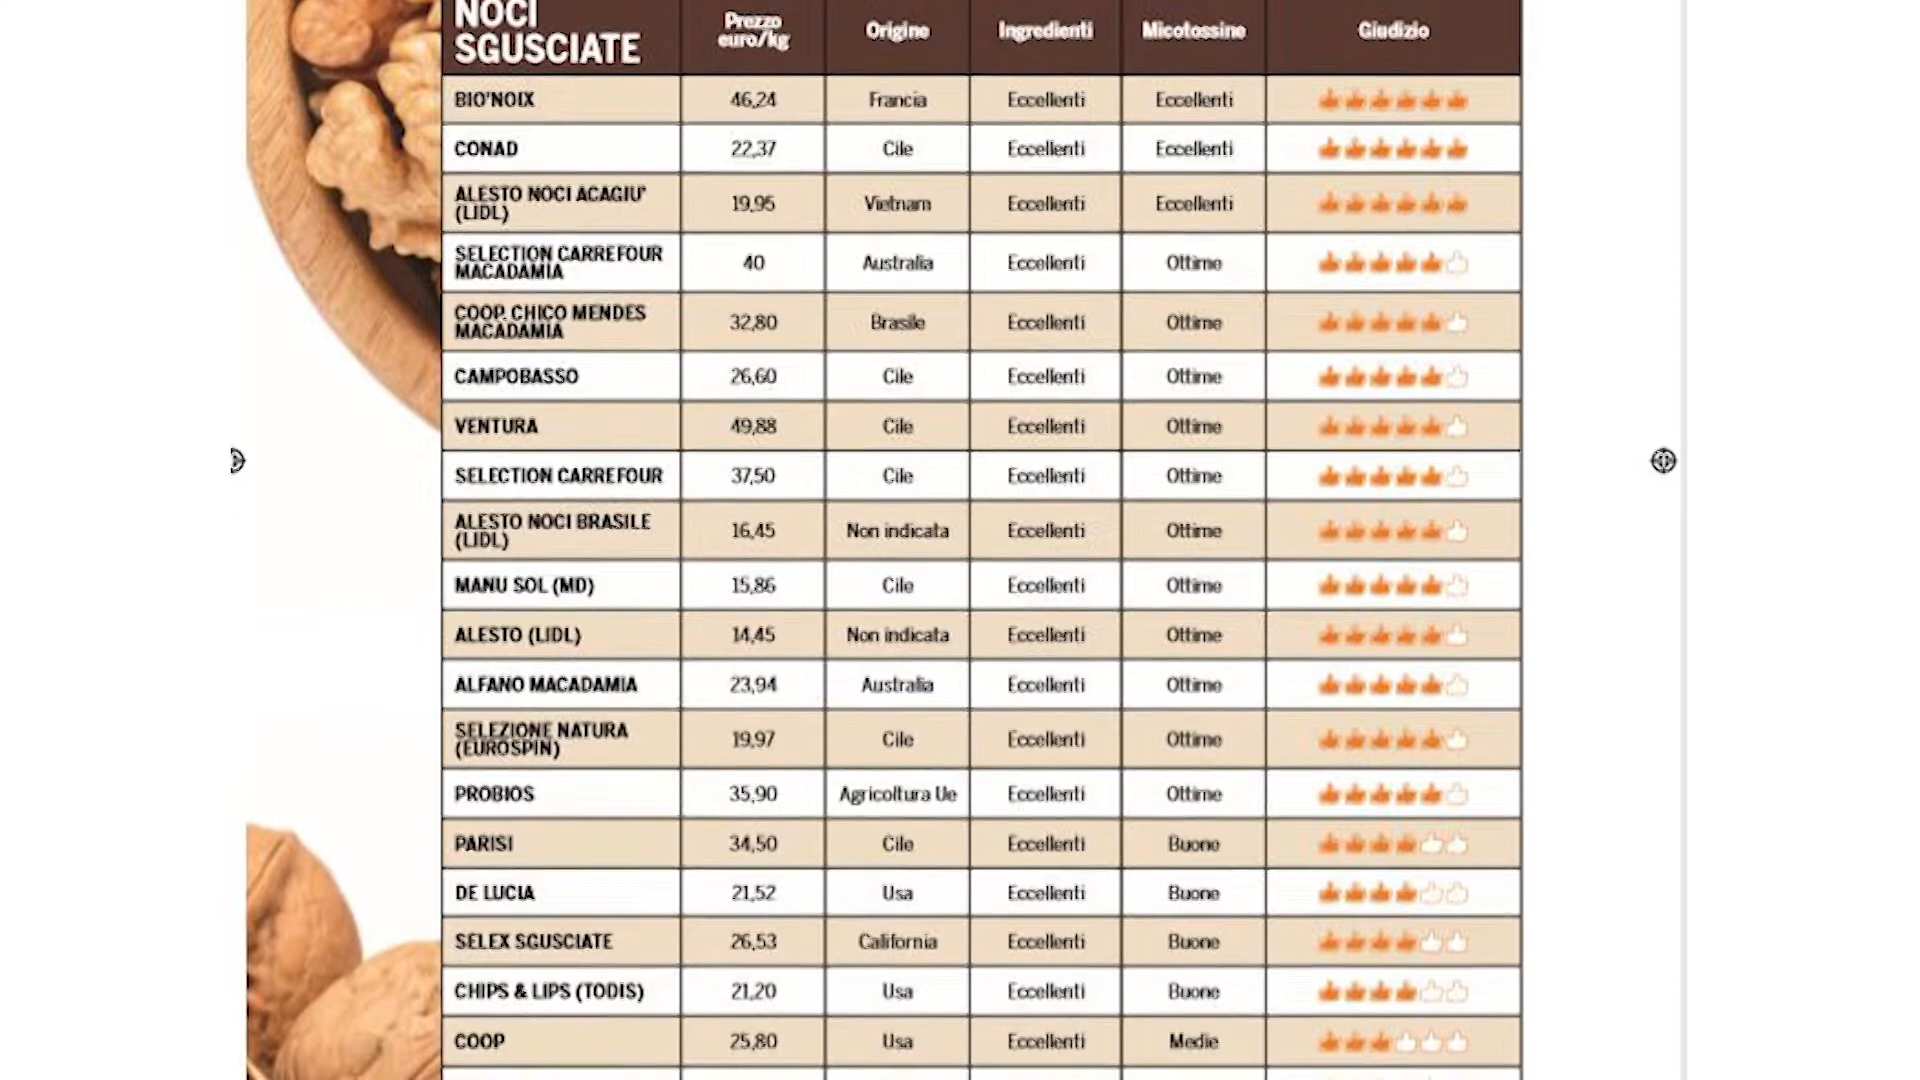 NOCI
SGUSCIATE
Prezzo
euro/kg
Origine
Ingredienti
Micotossine
Giudizio
BIO'NOIX 46,24 Francia Eccellenti Eccellenti
CONAD 22,37 Cile Eccellenti Eccellenti
ALESTO NOCI ACAGIU'
(LIDL) 19,95 Vietnam Eccellenti Eccellenti
SELECTION CARREFOUR
MACADAMIA 40 Australia Eccellenti Ottime
COOP. CHICO MENDES
MACADAMIA 32,80 Brasile Eccellenti Ottime
CAMPOBASSO 26,60 Cile Eccellenti Ottime
VENTURA 49,88 Cile Eccellenti Ottime
SELECTION CARREFOUR 37,50 Cile Eccellenti Ottime
ALESTO NOCI BRASILE
(LIDL) 16,45 Non indicata Eccellenti Ottime
MANU SOL (MD) 15,86 Cile Eccellenti Ottime
ALESTO (LIDL) 14,45 Non indicata Eccellenti Ottime
ALFANO MACADAMIA 23,94 Australia Eccellenti Ottime
SELEZIONE NATURA
(EUROSPIN) 19,97 Cile Eccellenti Ottime
PROBIOS 35,90 Agricoltura Ue Eccellenti Ottime
PARISI 34,50 Cile Eccellenti Buone
DE LUCIA 21,52 Usa Eccellenti Buone
SELEX SGUSCIATE 26,53 California Eccellenti Buone
CHIPS & LIPS (TODIS) 21,20 Usa Eccellenti Buone
COOP 25,80 Usa Eccellenti Medie